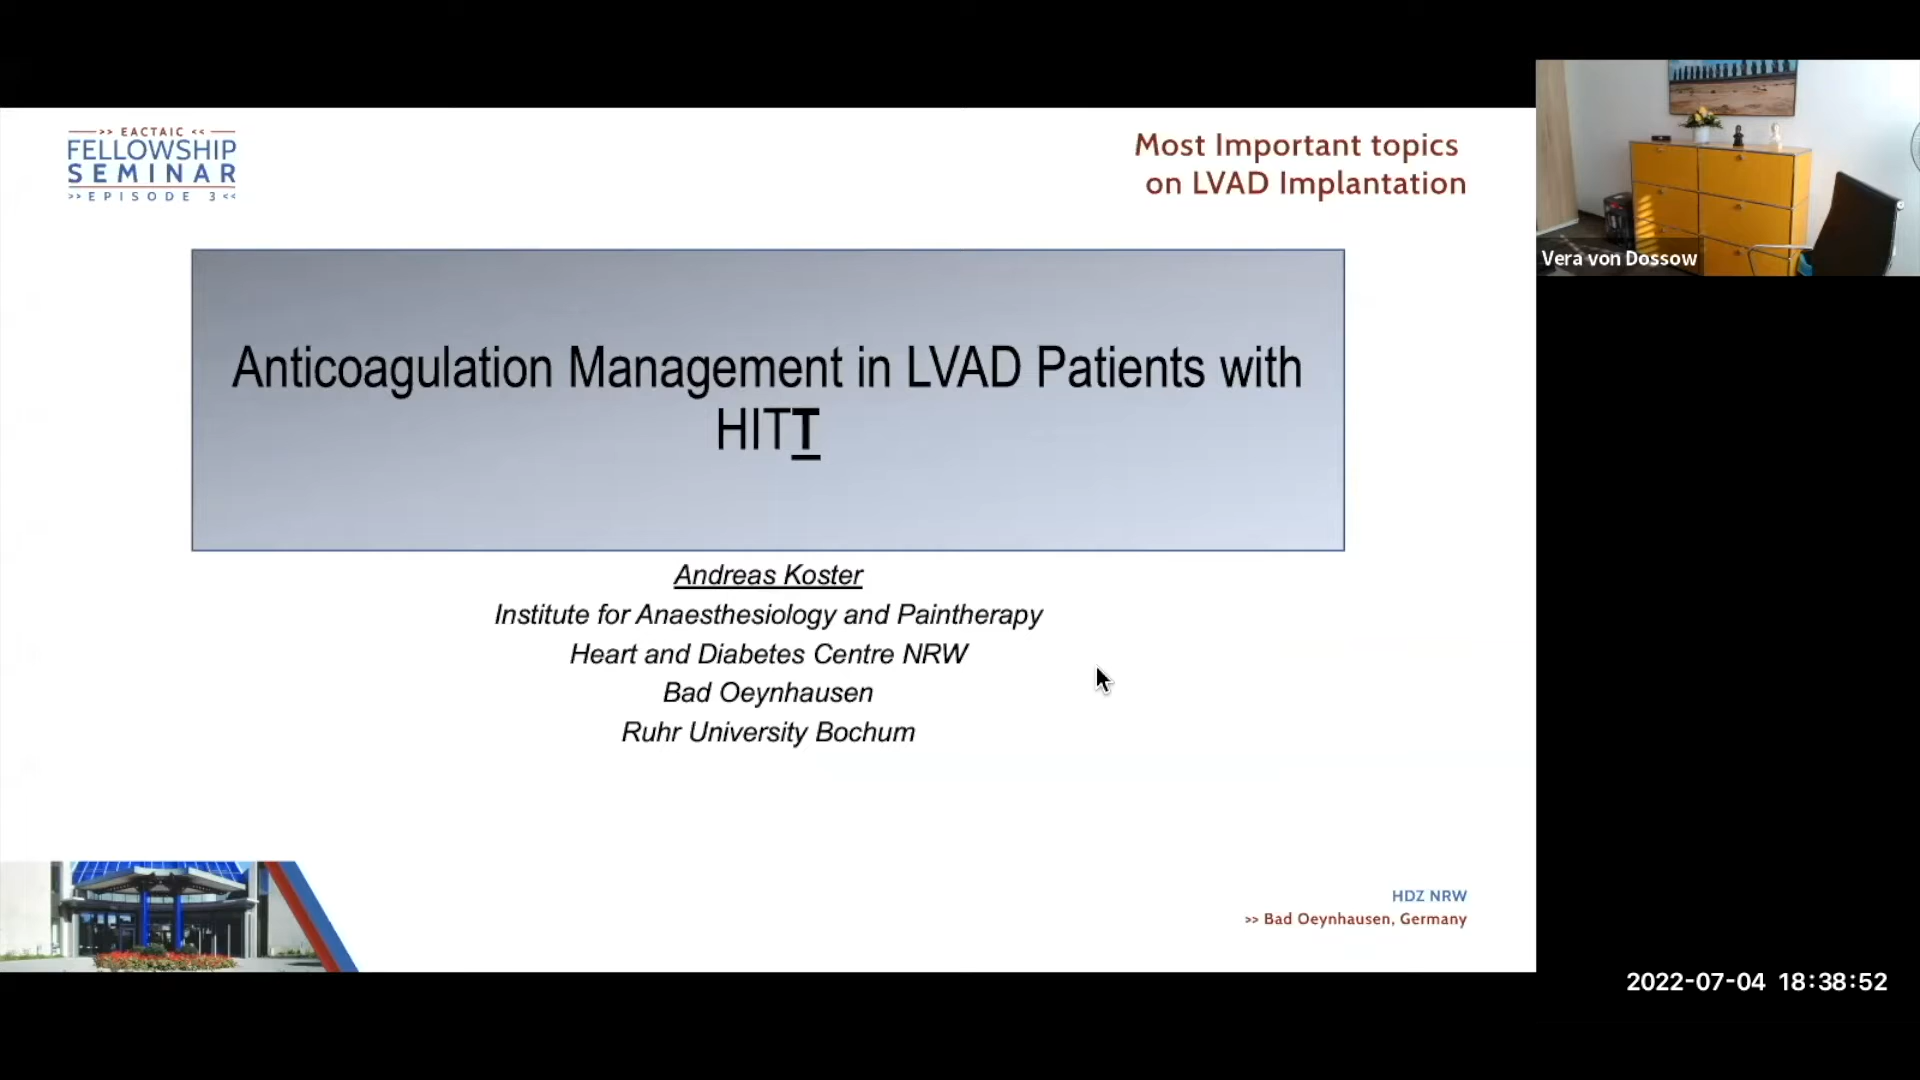 >> EACTAIC <<
FELLOWSHIP
SEMINAR
>> EPISODE 3 <<
Most Important topics
on LVAD Implantation
Vera von Dossow
Anticoagulation Management in LVAD Patients with
HITT
Andreas Koster
Institute for Anaesthesiology and Paintherapy
Heart and Diabetes Centre NRW
Bad Oeynhausen
Ruhr University Bochum
HDZ NRW
>> Bad Oeynhausen, Germany
2022-07-04 18:38:52